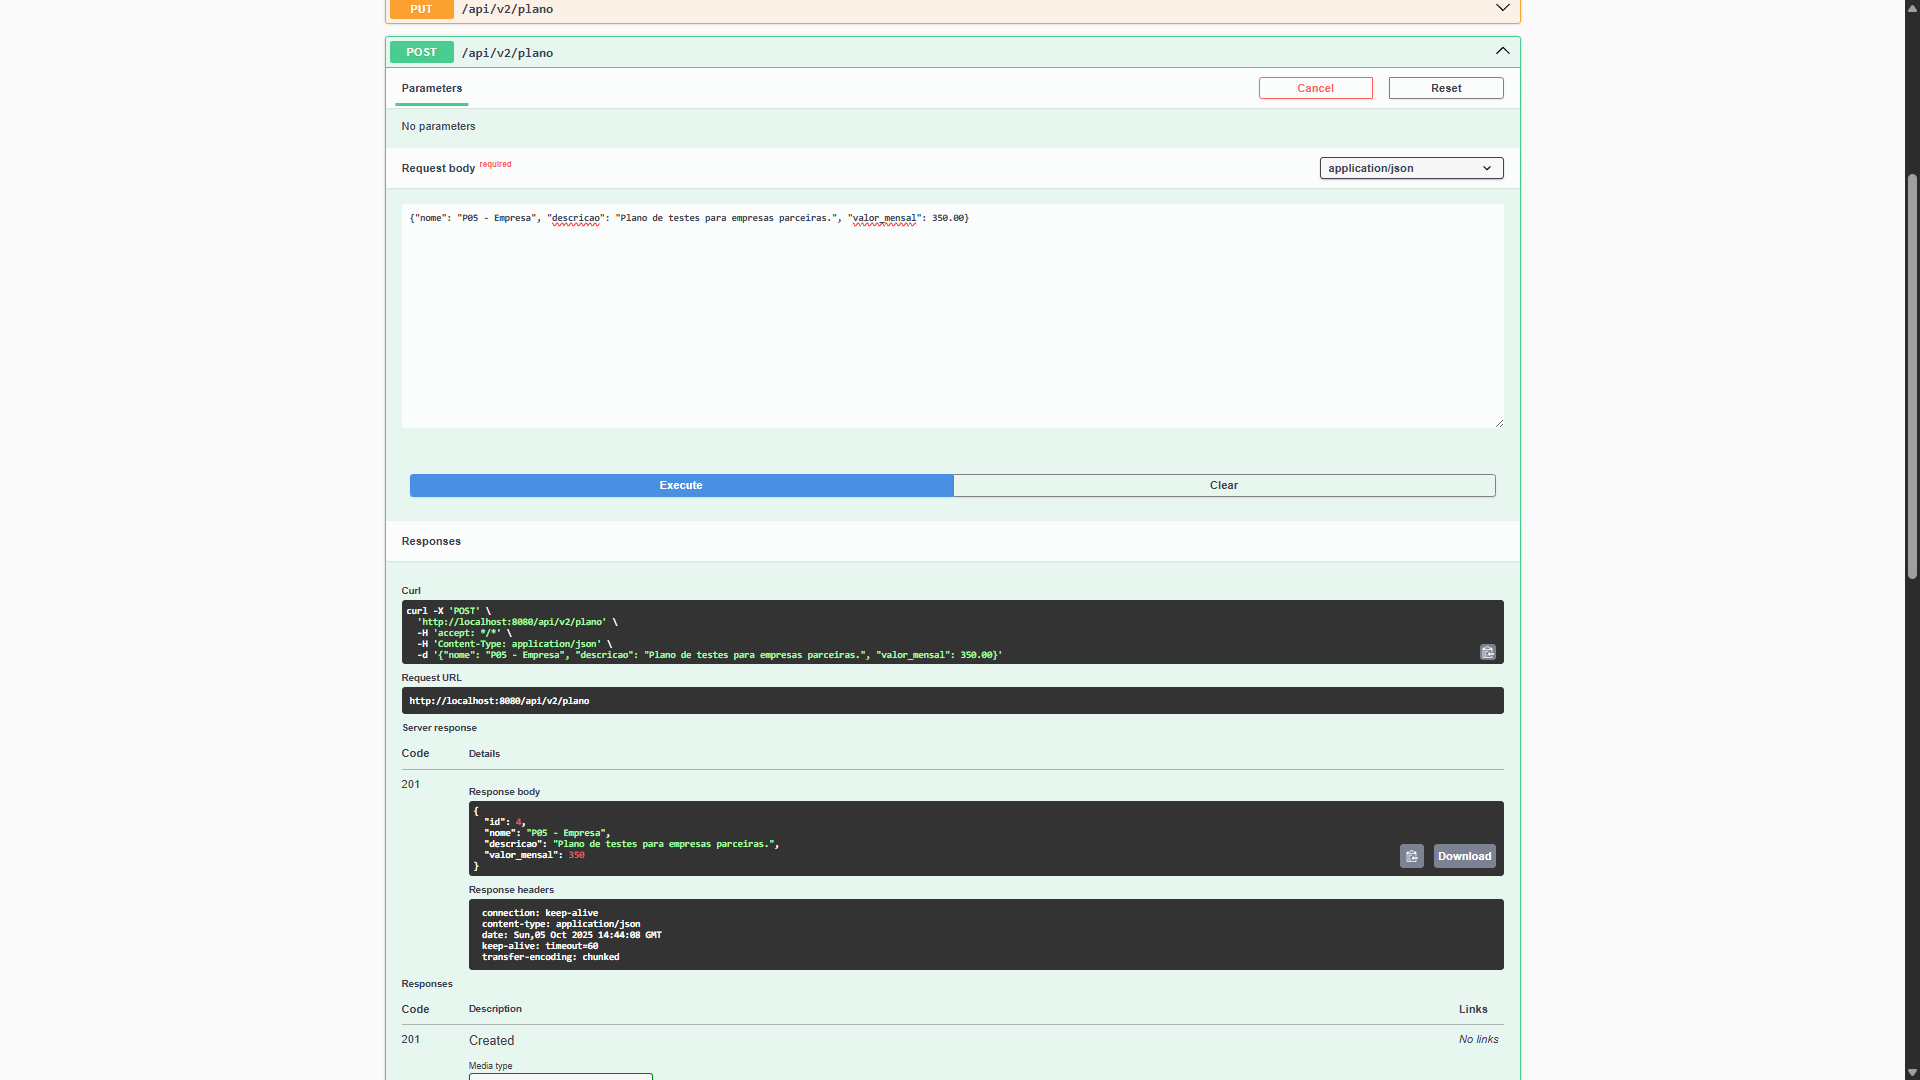 PUT /api/v2/plano
POST /api/v2/plano
Parameters
Cancel
Reset
No parameters
Request body required
application/json
{"nome": "P05 - Empresa", "descricao": "Plano de testes para empresas parceiras.", "valor_mensal": 350.00}
Execute
Clear
Responses
Curl
curl -X 'POST' \
'http://localhost:8080/api/v2/plano' \
-H 'accept: */*' \
-H 'Content-Type: application/json' \
-d '{"nome": "P05 - Empresa", "descricao": "Plano de testes para empresas parceiras.", "valor_mensal": 350.00}'
Request URL
http://localhost:8080/api/v2/plano
Server response
Code Details
201
Response body
{
"id": 4,
"nome": "P05 - Empresa",
"descricao": "Plano de testes para empresas parceiras.",
"valor_mensal": 350
}
Download
Response headers
connection: keep-alive
content-type: application/json
date: Sun,05 Oct 2025 14:44:08 GMT
keep-alive: timeout=60
transfer-encoding: chunked
Responses
Code Description Links
201 Created No links
Media type